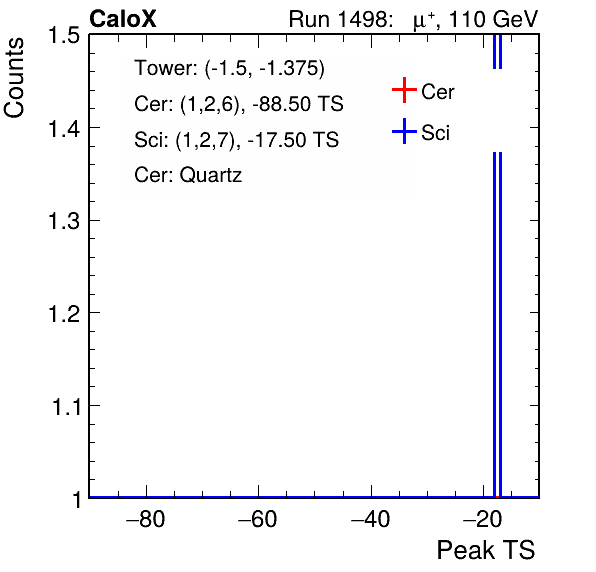 CaloX Run 1498: μ⁺, 110 GeV
Counts
1.5
1.4
1.3
1.2
1.1
1
Tower: (-1.5, -1.375)
Cer: (1,2,6), -88.50 TS
Sci: (1,2,7), -17.50 TS
Cer: Quartz
Cer
Sci
−80 −60 −40 −20
Peak TS